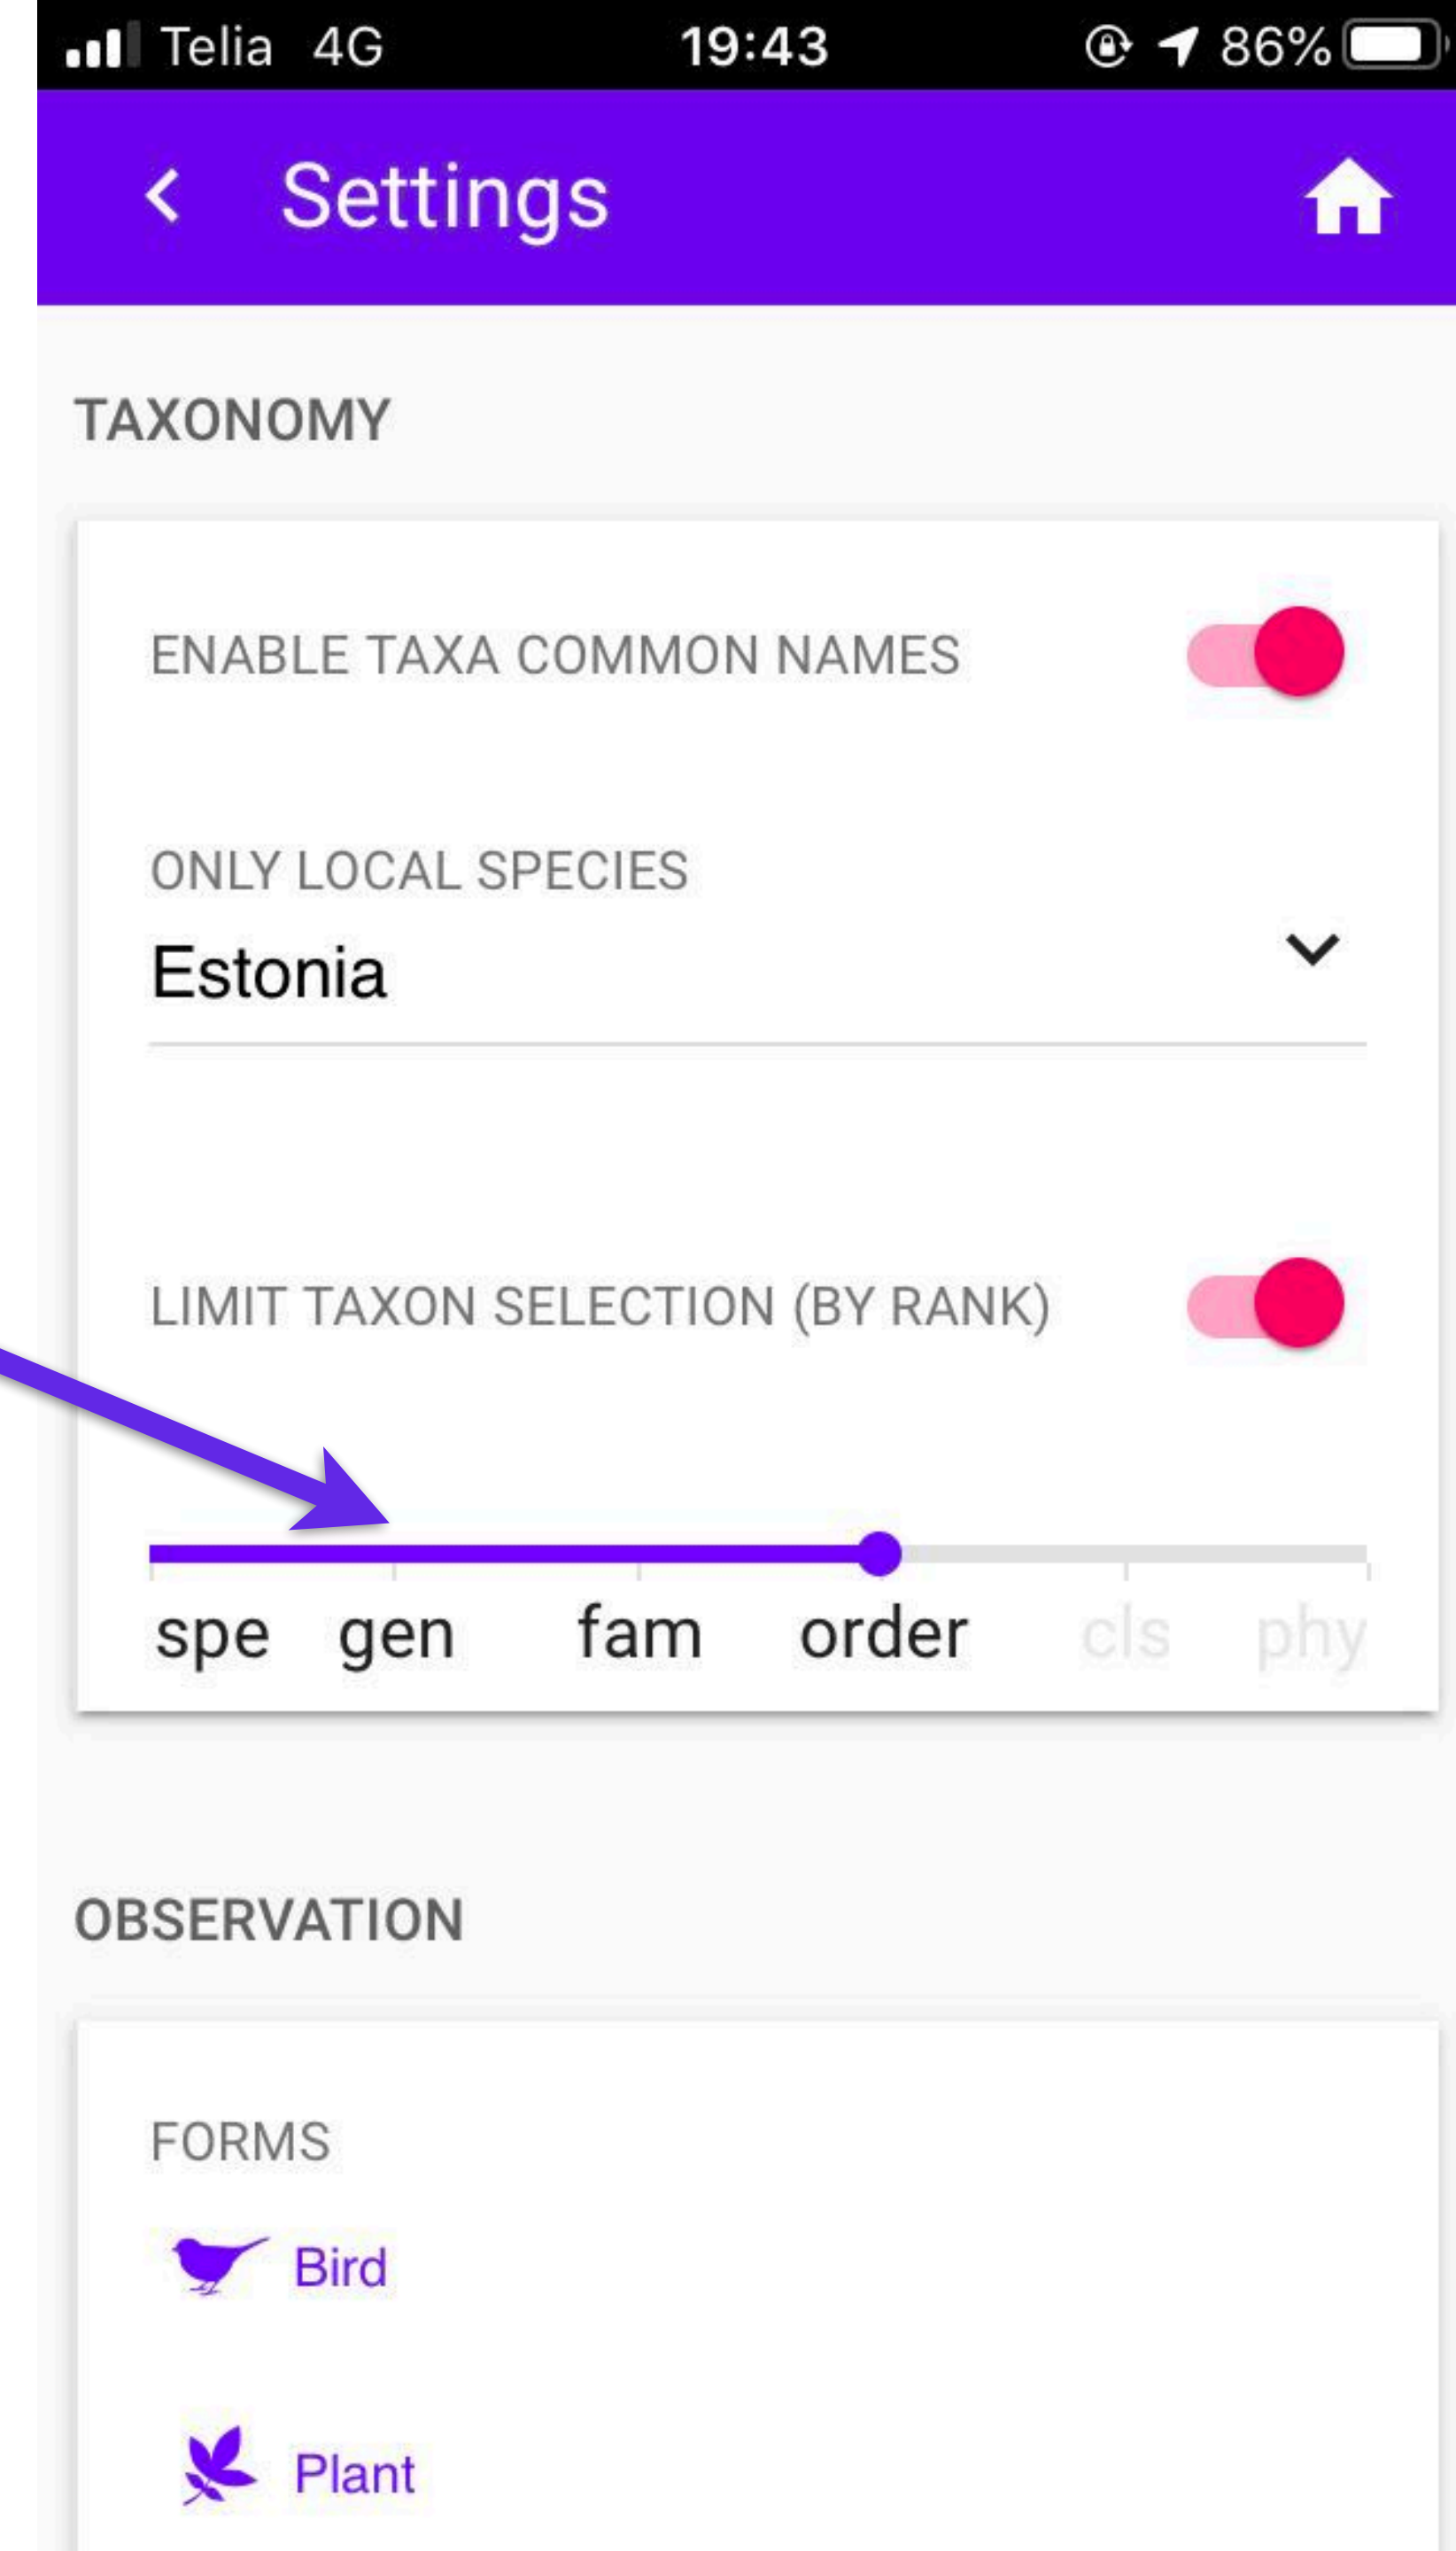 Telia 4G 19:43 86%
Settings
TAXONOMY
ENABLE TAXA COMMON NAMES
ONLY LOCAL SPECIES
Estonia
LIMIT TAXON SELECTION (BY RANK)
spe gen fam order cls phy
OBSERVATION
FORMS
Bird
Plant